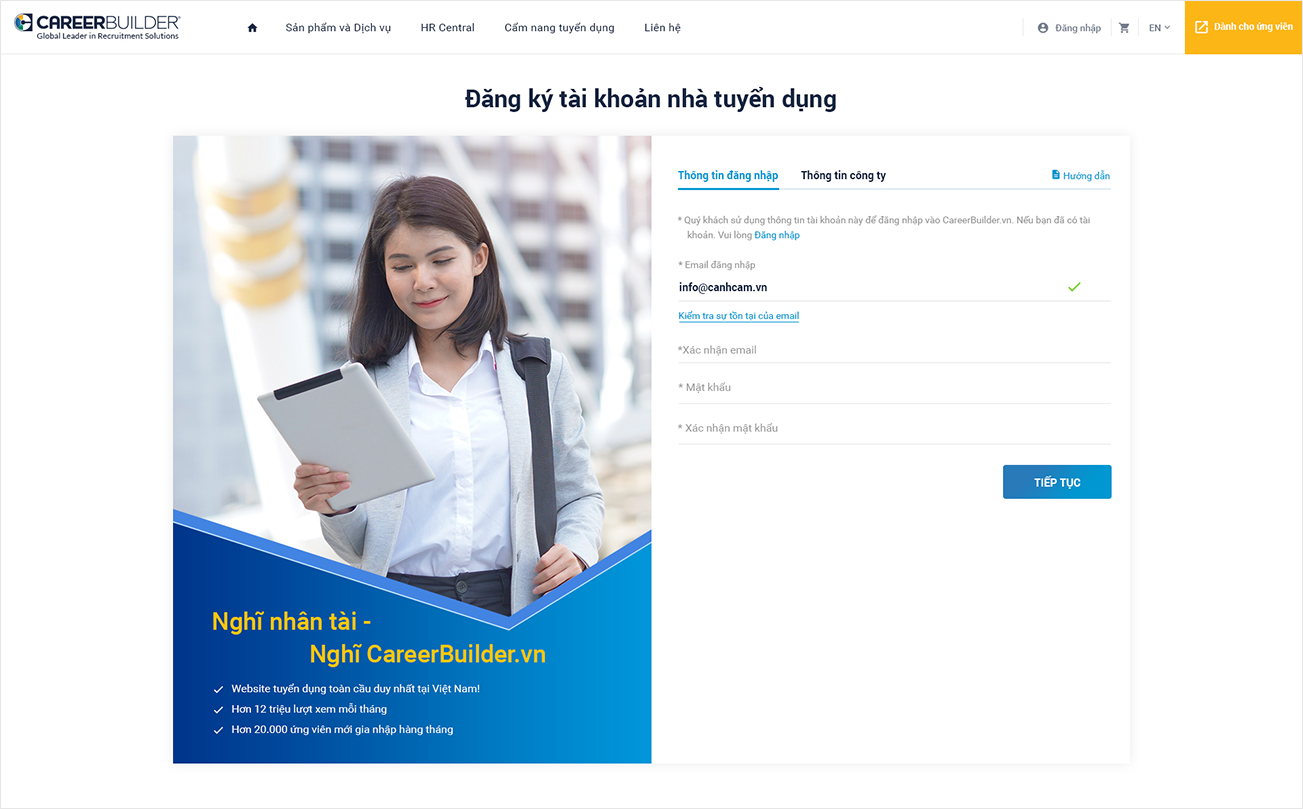 CAREERBUILDER®
Global Leader in Recruitment Solutions
Sản phẩm và Dịch vụ
HR Central
Cẩm nang tuyển dụng
Liên hệ
Đăng nhập
EN
Dành cho ứng viên
Đăng ký tài khoản nhà tuyển dụng
Thông tin đăng nhập
Thông tin công ty
Hướng dẫn
* Quý khách sử dụng thông tin tài khoản này để đăng nhập vào CareerBuilder.vn. Nếu bạn đã có tài
khoản. Vui lòng Đăng nhập
* Email đăng nhập
info@canhcam.vn
Kiểm tra sự tồn tại của email
*Xác nhận email
* Mật khẩu
* Xác nhận mật khẩu
TIẾP TỤC
Nghĩ nhân tài -
Nghĩ CareerBuilder.vn
Website tuyển dụng toàn cầu duy nhất tại Việt Nam!
Hơn 12 triệu lượt xem mỗi tháng
Hơn 20.000 ứng viên mới gia nhập hàng tháng